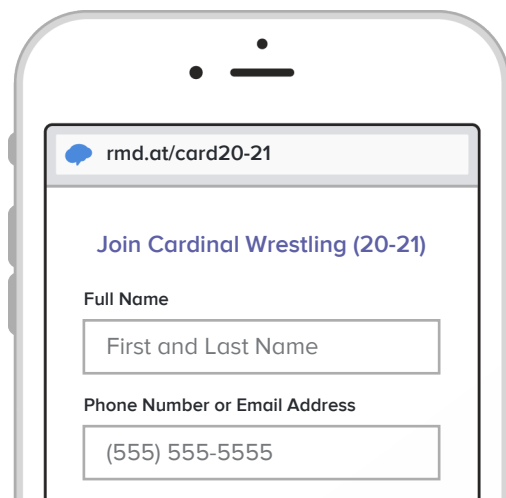 rmd.at/card20-21
Join Cardinal Wrestling (20-21)
Full Name
First and Last Name
Phone Number or Email Address
(555) 555-5555